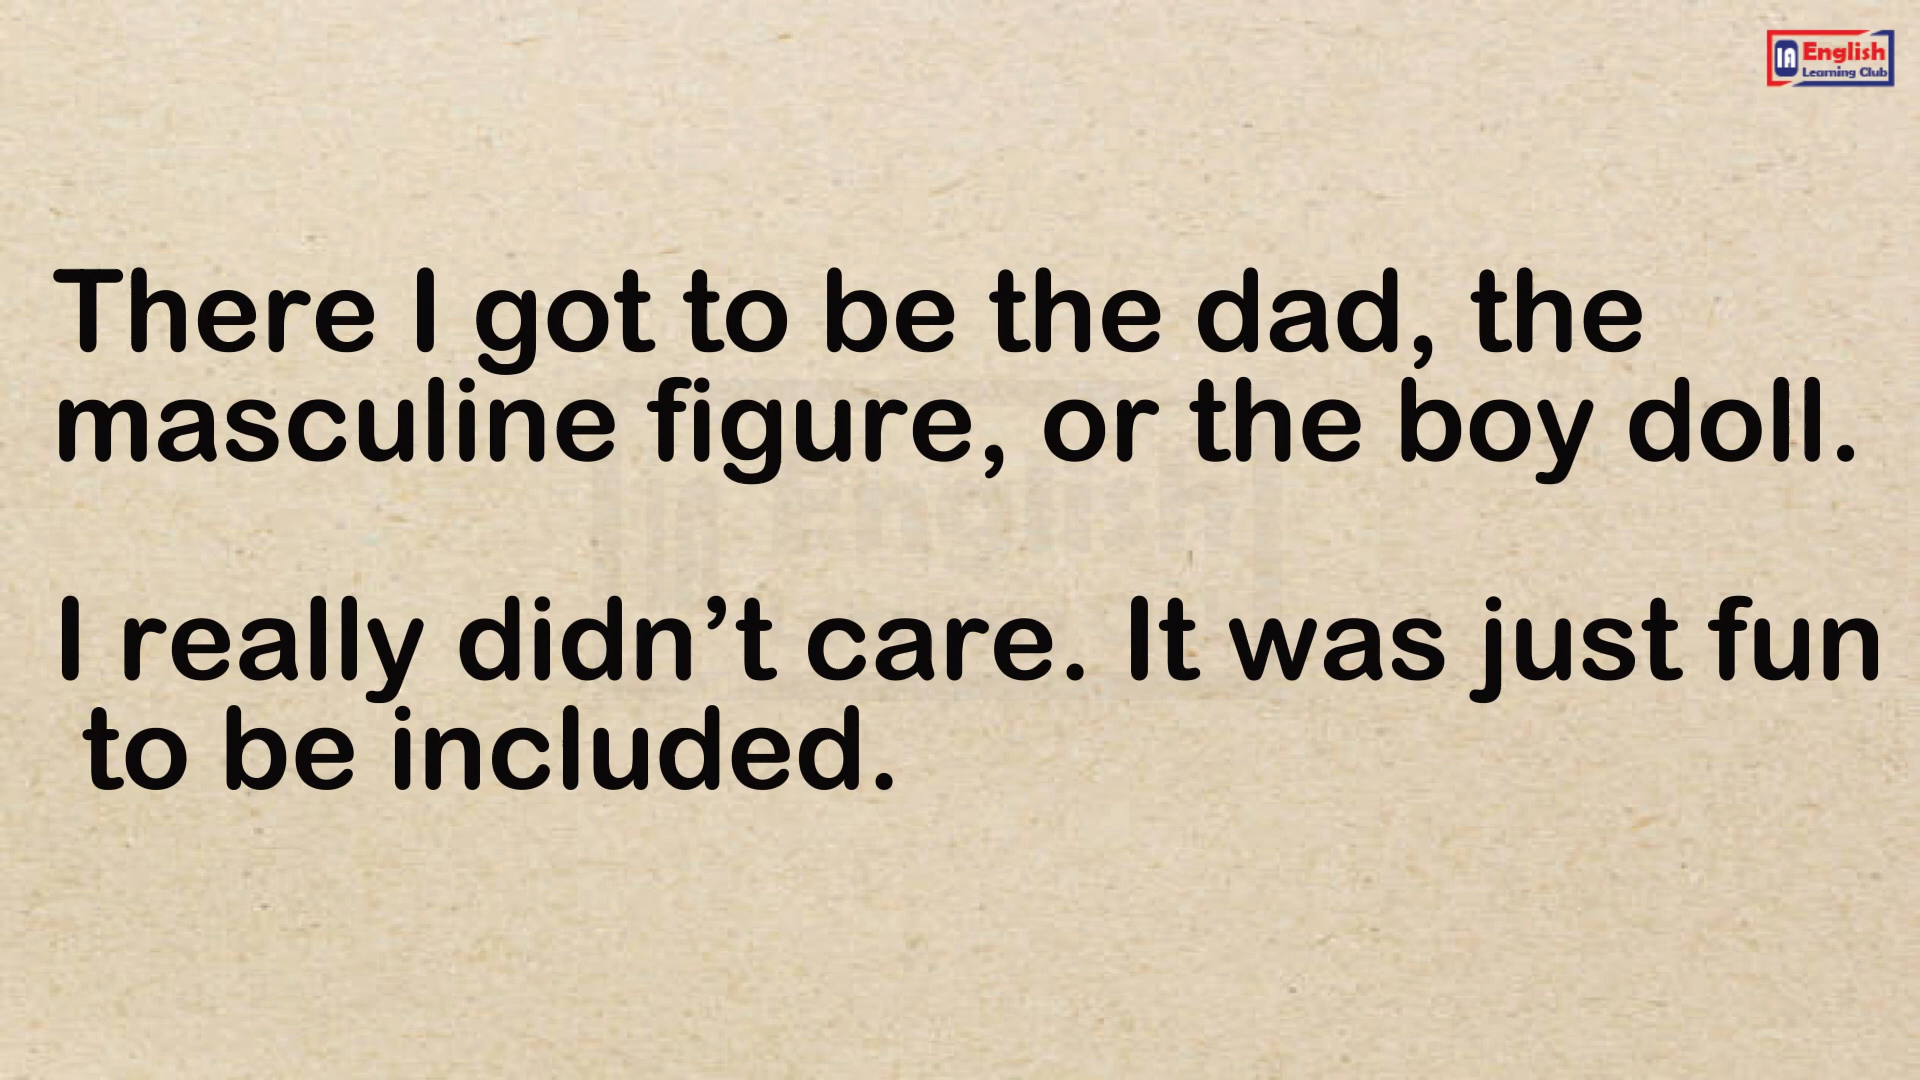 IA English
Learning Club
There I got to be the dad, the
masculine figure, or the boy doll.
I really didn’t care. It was just fun
to be included.